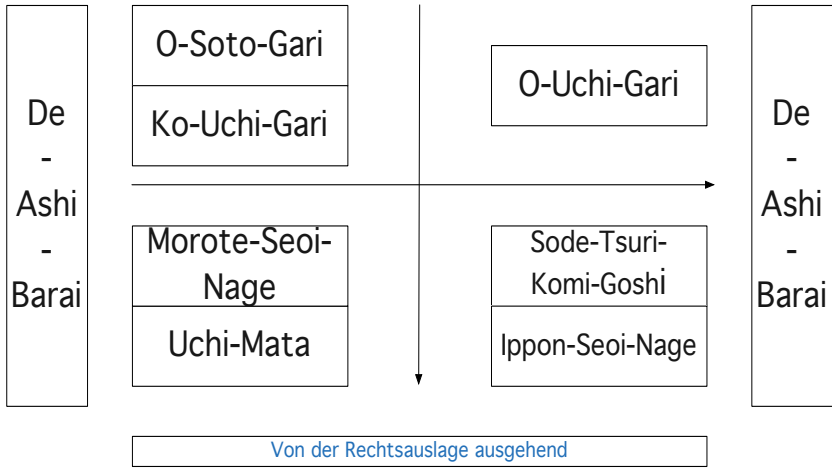 De
-
Ashi
-
Barai
O-Soto-Gari
Ko-Uchi-Gari
O-Uchi-Gari
Morote-Seoi-
Nage
Uchi-Mata
Sode-Tsuri-
Komi-Goshi
Ippon-Seoi-Nage
De
-
Ashi
-
Barai
Von der Rechtsauslage ausgehend